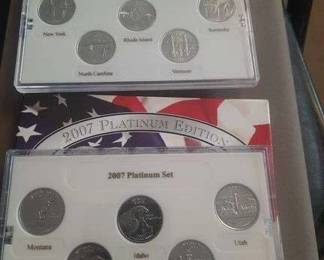 New York
Rhode Island
Kentucky
North Carolina
Vermont
2007 PLATINUM EDITION
2007 Platinum Set
Montana
Idaho
Utah